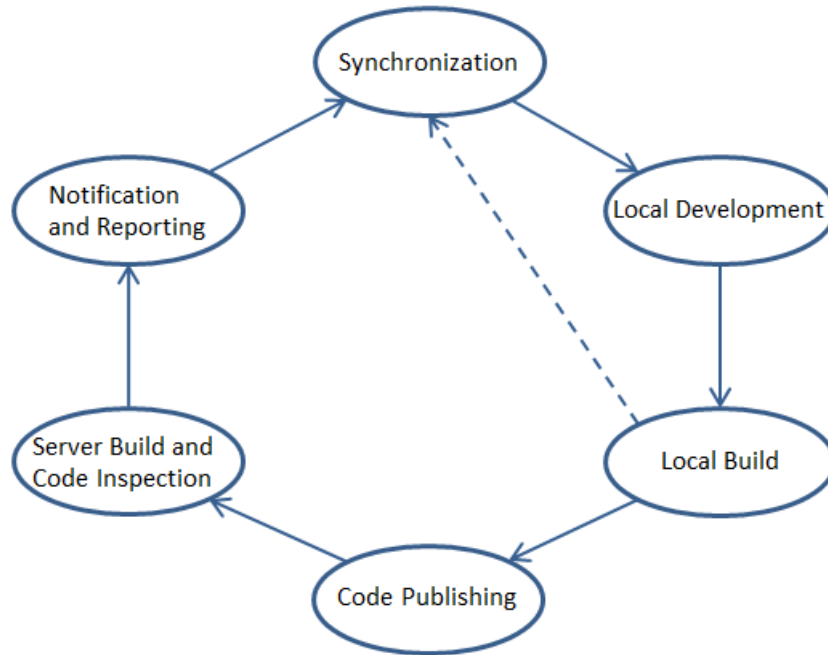 Synchronization
Local Development
Local Build
Code Publishing
Server Build and
Code Inspection
Notification
and Reporting